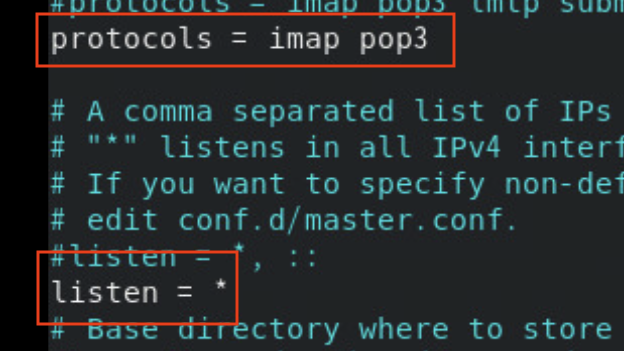 #protocols = imap pop3 lmtp subm
protocols = imap pop3
# A comma separated list of IPs
# "*" listens in all IPv4 interf
# If you want to specify non-def
# edit conf.d/master.conf.
#listen = *, ::
listen = *
# Base directory where to store